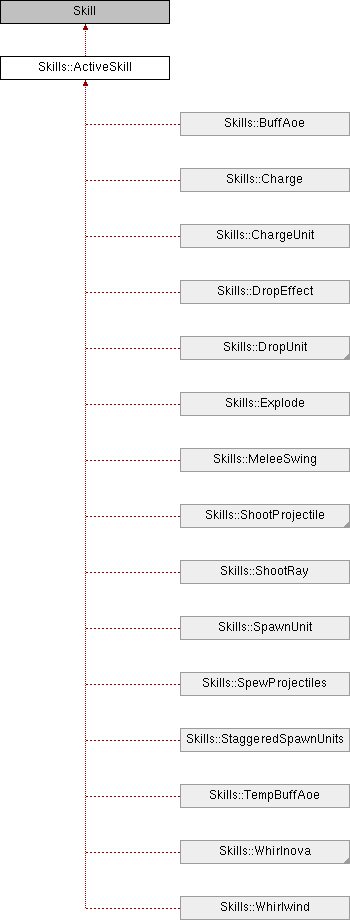 Skill
Skills::ActiveSkill
Skills::BuffAoe
Skills::Charge
Skills::ChargeUnit
Skills::DropEffect
Skills::DropUnit
Skills::Explode
Skills::MeleeSwing
Skills::ShootProjectile
Skills::ShootRay
Skills::SpawnUnit
Skills::SpewProjectiles
Skills::StaggeredSpawnUnits
Skills::TempBuffAoe
Skills::Whirlnova
Skills::Whirlwind